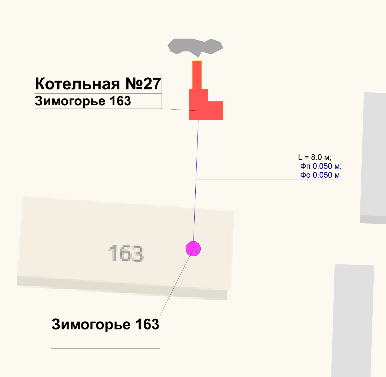 Котельная №27
Зимогорье 163
L = 8.0 м;
Фп 0.050 м;
Фо 0.050 м
163
Зимогорье 163